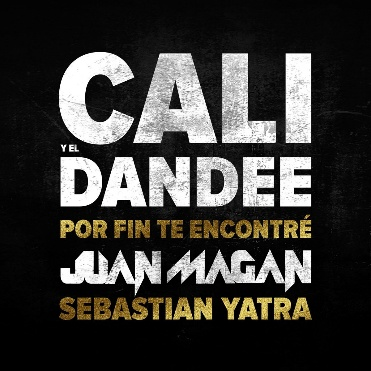 CALI
Y EL
DANDEE
POR FIN TE ENCONTRÉ
JUAN MAGAN
SEBASTIAN YATRA